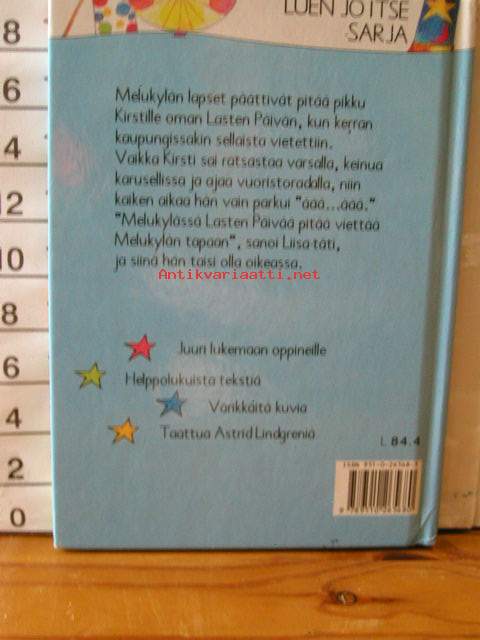 LUEN JO ITSE
SARJA
Melukylän lapset päättivät pitää pikku
Kirstille oman Lasten Päivän, kun kerran
kaupungissakin sellaista vietettiin.
Vaikka Kirsti sai ratsastaa varsalla, keinua
karusellissa ja ajaa vuoristoradalla, niin
kaiken aikaa hän vain parkui "äää...ääá."
"Melukylässä Lasten Päivää pitää viettää
Melukylän tapaan", sanoi Liisa-täti,
ja siinä hän taisi olla oikeassa.
Antikvariaatti.net
Juuri lukemaan oppineille
Helppolukuista tekstiä
Värikkäitä kuvia
Taattua Astrid Lindgreniä
L 84.4
8
6
4
12
10
8
6
4
2
0